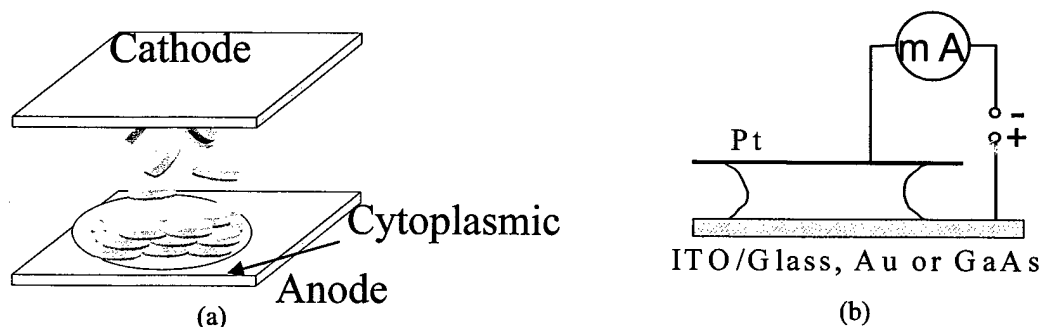 Cathode
Cytoplasmic
Anode
(a)
mA
-
+
Pt
ITO/Glass, Au or GaAs
(b)